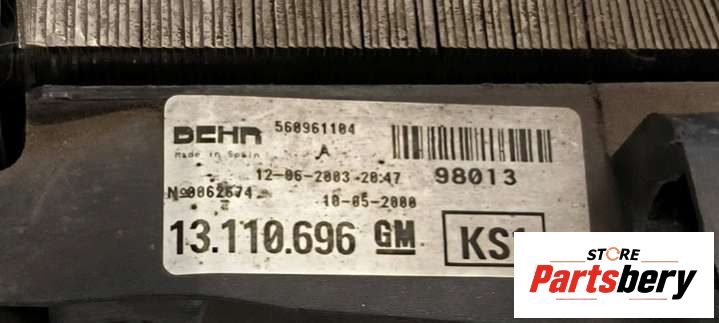 BEHR 560961104
Made in Spain A
12-06-2003-20:47 98013
Nº0062674
10-05-2000
13.110.696 GM KS1
STORE
Partsbery